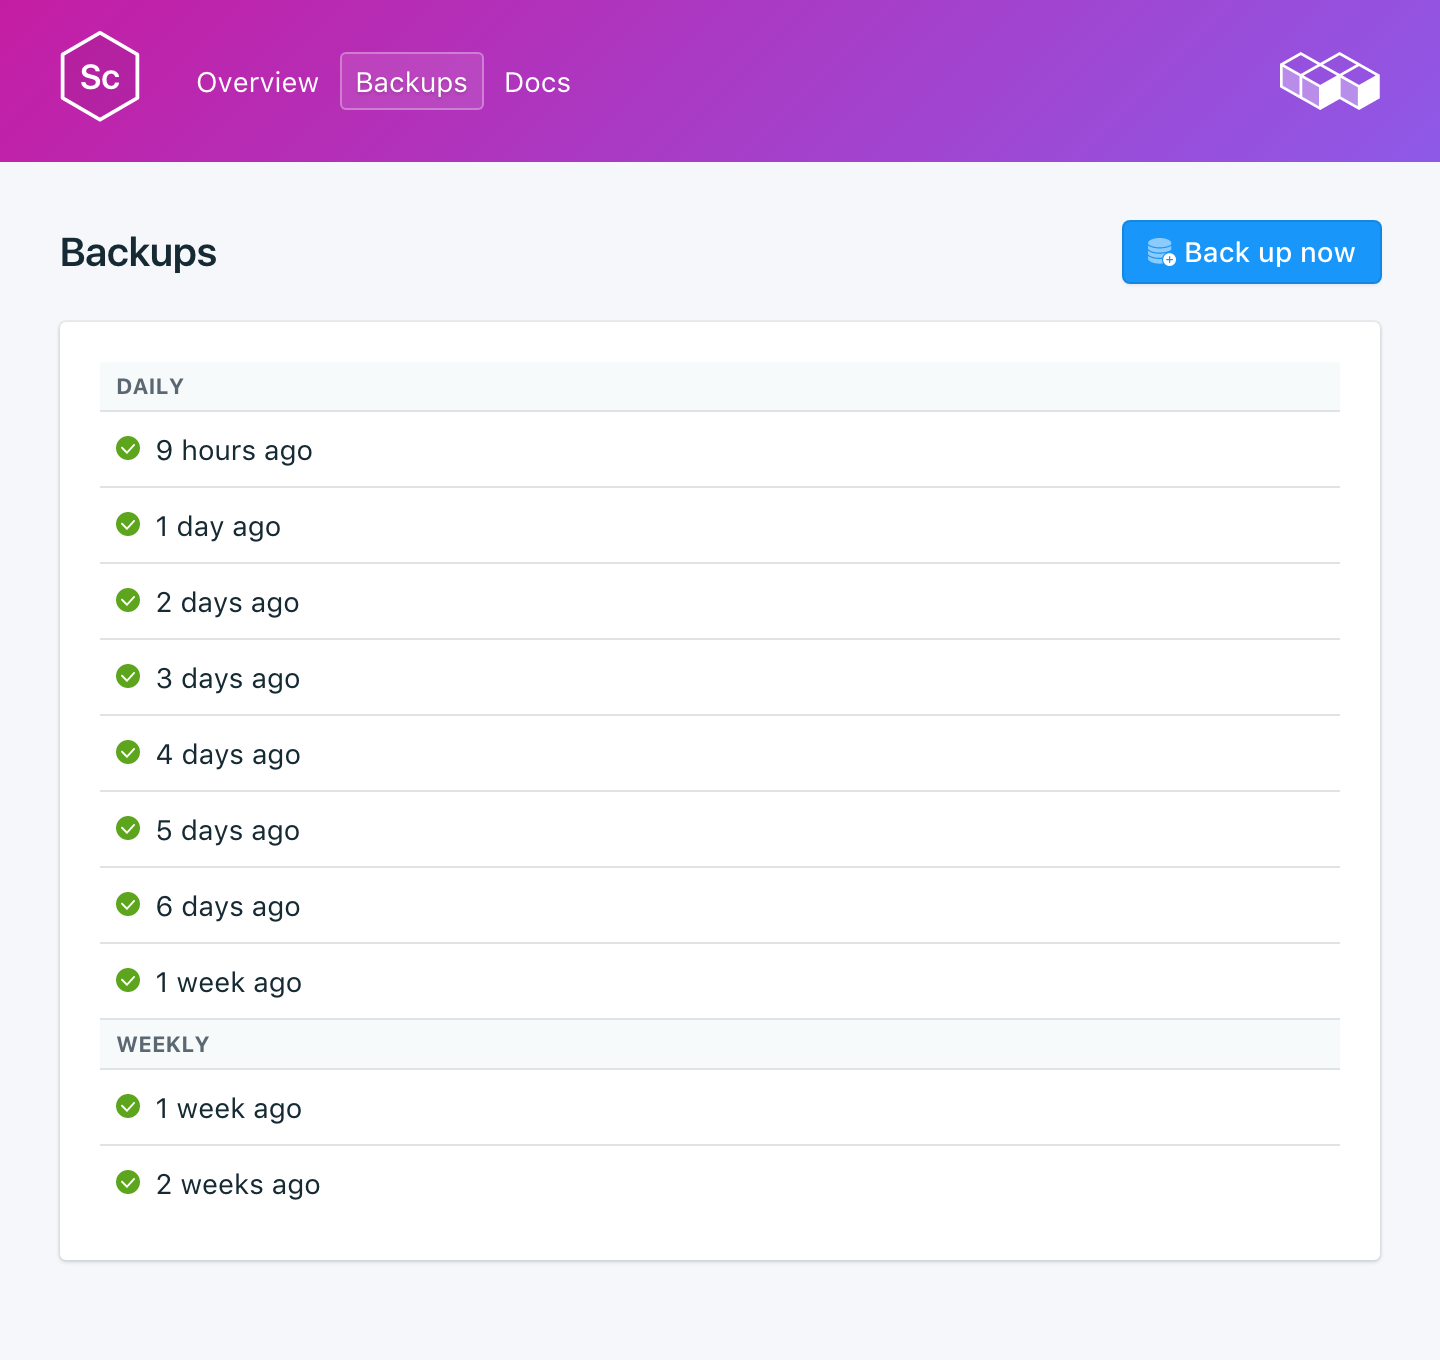 Sc
Overview Backups Docs
Backups
Back up now
DAILY
9 hours ago
1 day ago
2 days ago
3 days ago
4 days ago
5 days ago
6 days ago
1 week ago
WEEKLY
1 week ago
2 weeks ago